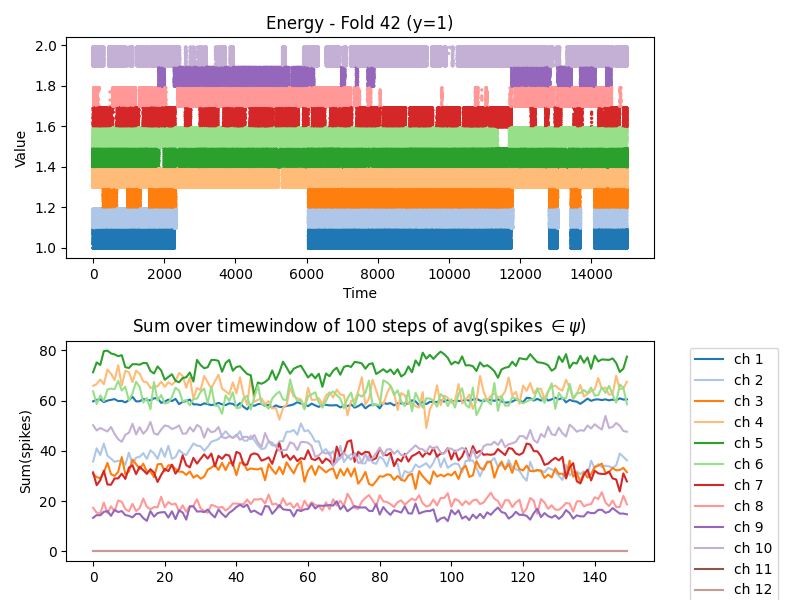 Energy - Fold 42 (y=1)
2.0
1.8
1.6
1.4
1.2
1.0
Value
0 2000 4000 6000 8000 10000 12000 14000
Time
Sum over timewindow of 100 steps of avg(spikes ∈ψ)
80
60
40
20
0
Sum(spikes)
0 20 40 60 80 100 120 140
ch 1
ch 2
ch 3
ch 4
ch 5
ch 6
ch 7
ch 8
ch 9
ch 10
ch 11
ch 12